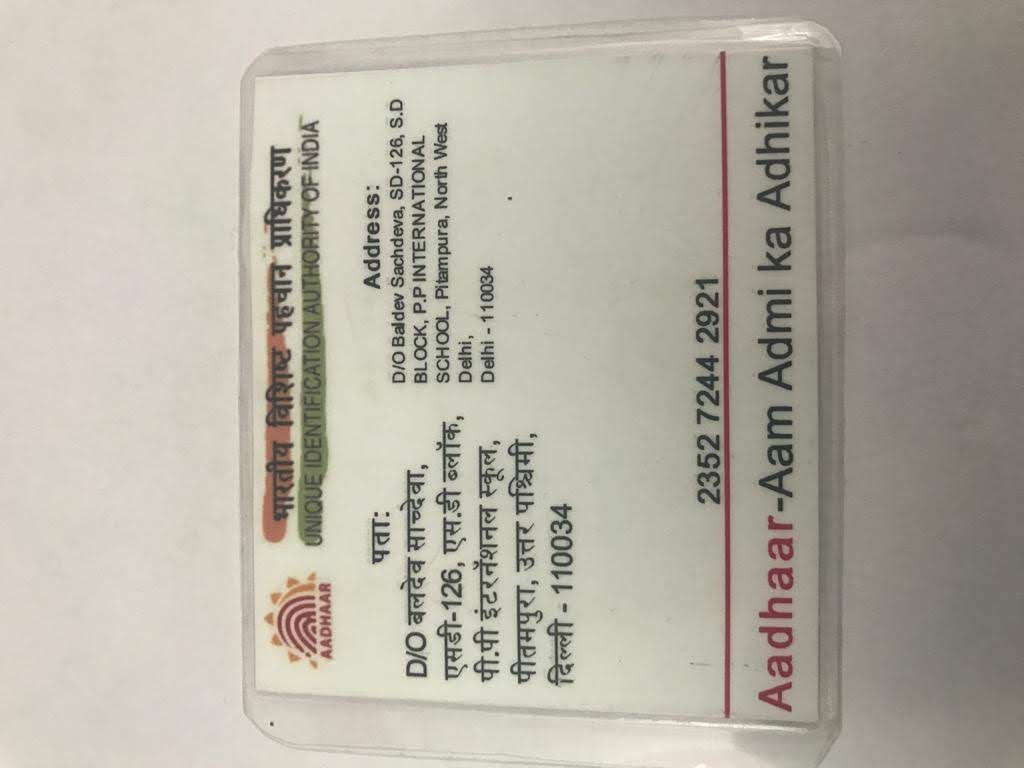 भारतीय विशिष्ट पहचान प्राधिकरण
UNIQUE IDENTIFICATION AUTHORITY OF INDIA
AADHAAR
पता:
D/O बलदेव साच्देवा,
एसडी-126, एस.डी ब्लॉक,
पी.पी इंटरनॅशनल स्कूल,
पीतमपुरा, उत्तर पश्चिमी,
दिल्ली - 110034
Address:
D/O Baldev Sachdeva, SD-126, S.D
BLOCK, P.P INTERNATIONAL
SCHOOL, Pitampura, North West
Delhi,
Delhi - 110034
2352 7244 2921
Aadhaar-Aam Admi ka Adhikar